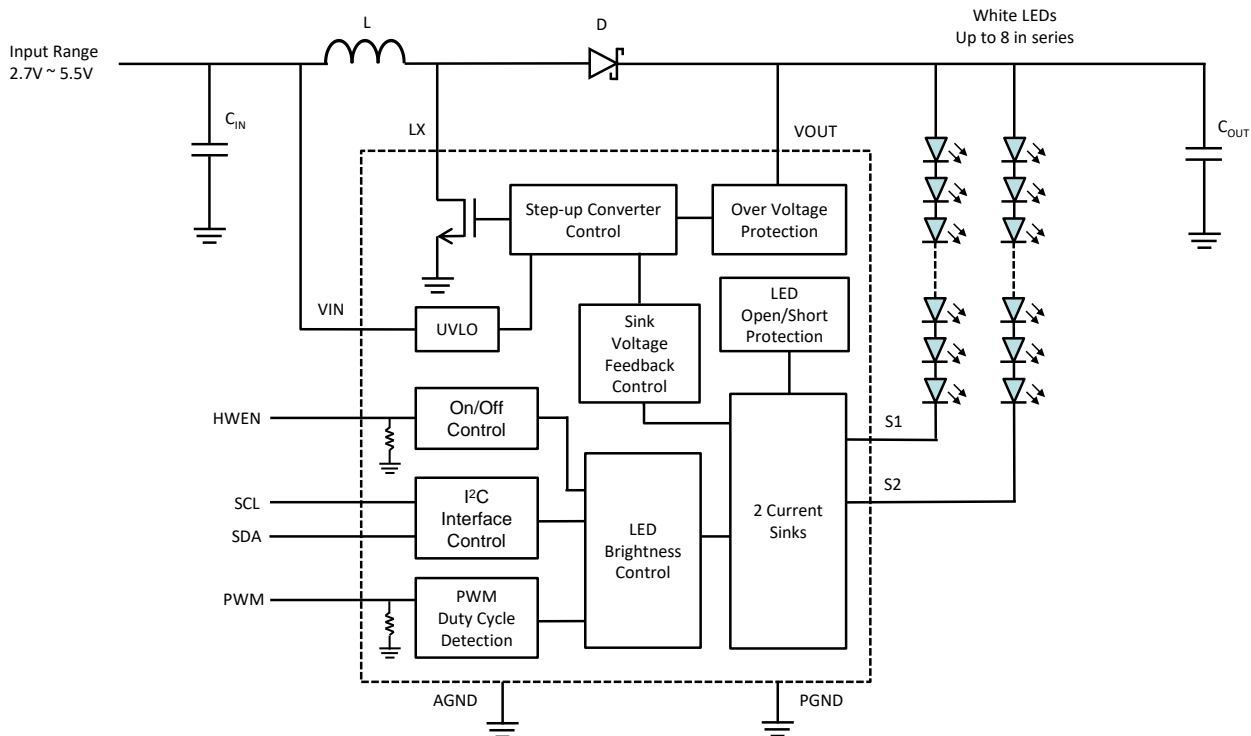 White LEDs
Up to 8 in series
L
D
Input Range
2.7V ~ 5.5V
C_IN
LX
VOUT
C_OUT
Step-up Converter
Control
Over Voltage
Protection
LED
Open/Short
Protection
VIN
UVLO
Sink
Voltage
Feedback
Control
HWEN
On/Off
Control
S1
SCL
SDA
I²C
Interface
Control
S2
LED
Brightness
Control
2 Current
Sinks
PWM
PWM
Duty Cycle
Detection
AGND
PGND